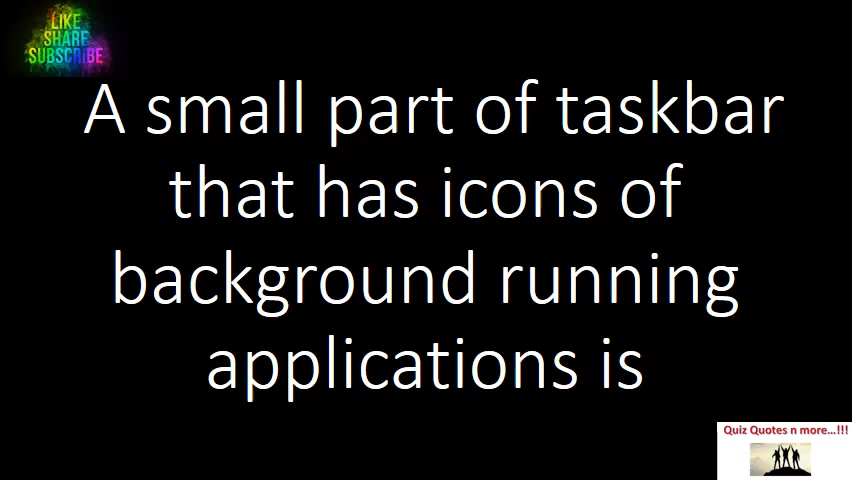 LIKE
SHARE
SUBSCRIBE
A small part of taskbar
that has icons of
background running
applications is
Quiz Quotes n more...!!!